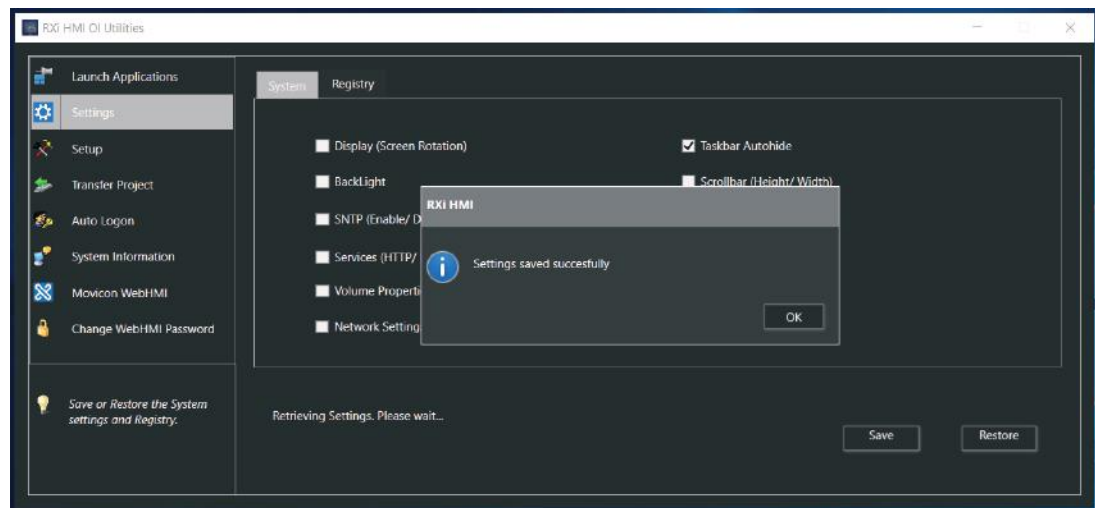 RXi HMI OI Utilities
Launch Applications
Settings
Setup
Transfer Project
Auto Logon
System Information
Movicon WebHMI
Change WebHMI Password
Save or Restore the System
settings and Registry.
System Registry
Display (Screen Rotation)
Taskbar Autohide
BackLight
Scrollbar (Height/ Width)
SNTP (Enable/ D
Services (HTTP/
Volume Properti
Network Setting
RXi HMI
Settings saved succesfully
OK
Retrieving Settings. Please wait...
Save Restore